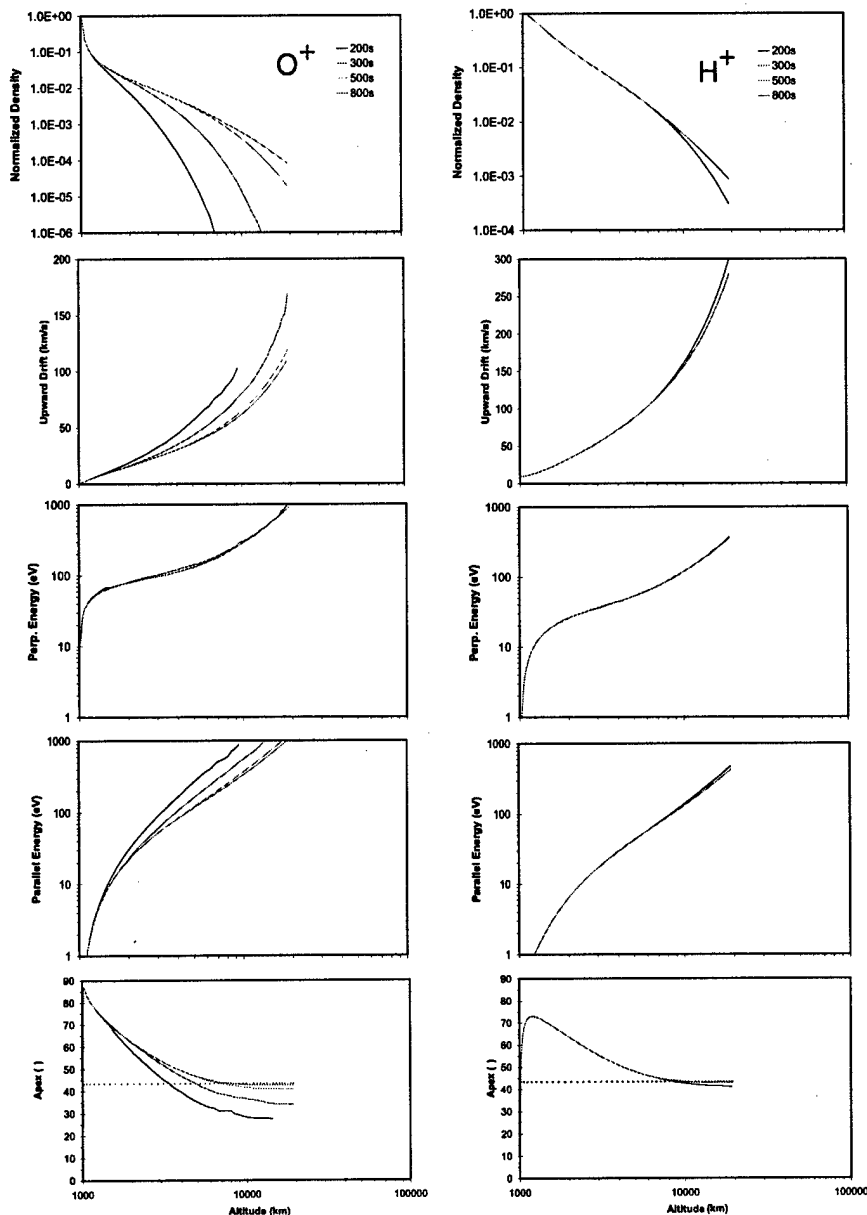 O+
200s
300s
500s
800s
Normalized Density
1.0E+00
1.0E-01
1.0E-02
1.0E-03
1.0E-04
1.0E-05
1.0E-06
H+
200s
300s
500s
800s
Normalized Density
1.0E+00
1.0E-01
1.0E-02
1.0E-03
1.0E-04
Upward Drift (km/s)
200
150
100
50
0
Upward Drift (km/s)
300
250
200
150
100
50
0
Perp. Energy (eV)
1000
100
10
1
Perp. Energy (eV)
1000
100
10
1
Parallel Energy (eV)
1000
100
10
1
Parallel Energy (eV)
1000
100
10
1
Apex ( )
90
80
70
60
50
40
30
20
10
0
1000
10000
100000
Altitude (km)
Apex ( )
90
80
70
60
50
40
30
20
10
0
1000
10000
100000
Altitude (km)